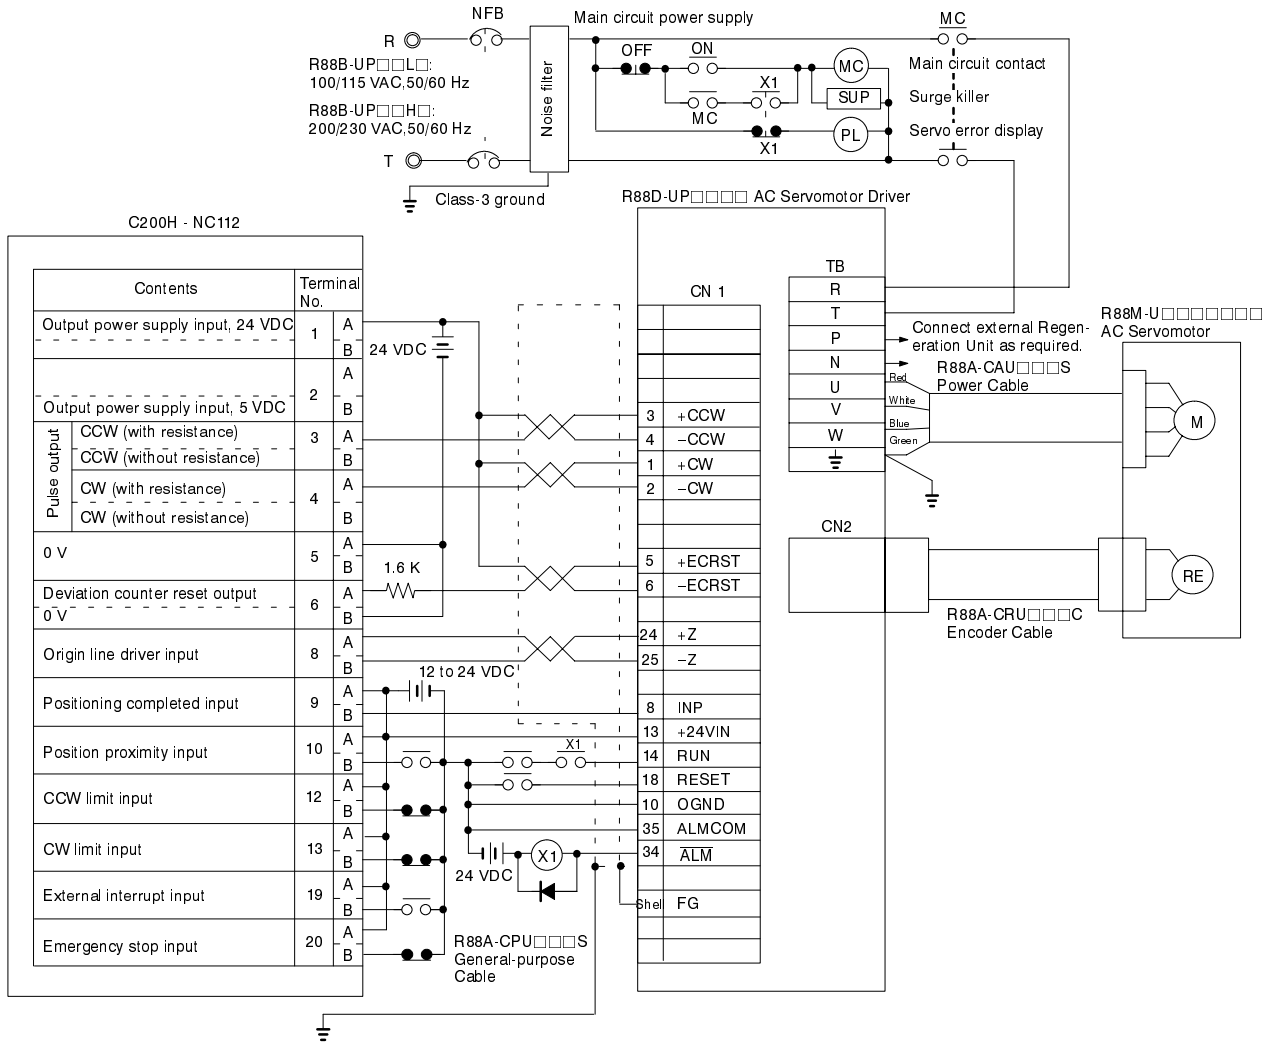 NFB
Main circuit power supply
MC
R
OFF
ON
MC
Main circuit contact
R88B-UP□□L□:
100/115 VAC,50/60 Hz
X1
SUP
Surge killer
R88B-UP□□H□:
200/230 VAC,50/60 Hz
MC
Noise filter
PL
Servo error display
X1
T
Class-3 ground
R88D-UP□□□□ AC Servomotor Driver
C200H - NC112
Contents
Terminal
No.
Output power supply input, 24 VDC
1
A
B
24 VDC
2
A
Output power supply input, 5 VDC
B
Pulse output
CCW (with resistance)
3
A
CCW (without resistance)
B
CW (with resistance)
4
A
CW (without resistance)
B
0 V
5
A
B
1.6 K
Deviation counter reset output
6
A
0 V
B
Origin line driver input
8
A
B
12 to 24 VDC
Positioning completed input
9
A
B
Position proximity input
10
A
B
X1
CCW limit input
12
A
B
CW limit input
13
A
B
X1
24 VDC
External interrupt input
19
A
B
Emergency stop input
20
A
B
R88A-CPU□□□S
General-purpose
Cable
CN 1
3 +CCW
4 −CCW
1 +CW
2 −CW
5 +ECRST
6 −ECRST
24 +Z
25 −Z
8 INP
13 +24VIN
14 RUN
18 RESET
10 OGND
35 ALMCOM
34 ALM
Shell FG
TB
R
T
P
N
U
V
W
Connect external Regen-
eration Unit as required.
Red
White
Blue
Green
R88A-CAU□□□S
Power Cable
R88M-U□□□□□□□
AC Servomotor
M
CN2
RE
R88A-CRU□□□C
Encoder Cable